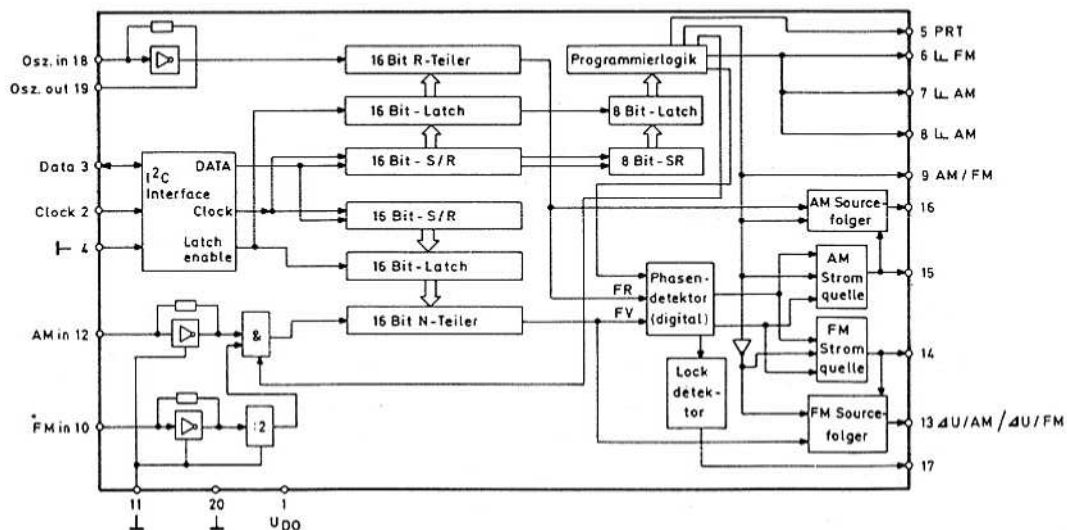 Osz. in 18
Osz. out 19
16 Bit R-Teiler
Programmierlogik
5 PRT
6 FM
7 AM
8 AM
16 Bit - Latch
8 Bit - Latch
Data 3
I²C
Interface
DATA
Clock
Latch
enable
16 Bit - S/R
8 Bit - SR
9 AM / FM
Clock 2
4
16 Bit - S/R
AM Source-
folger
16
16 Bit - Latch
Phasen-
detektor
(digital)
AM
Strom
quelle
15
FR
FV
AM in 12
&
16 Bit N-Teiler
FM
Strom
quelle
14
Lock
detek-
tor
FM in 10
:2
FM Source-
folger
13 ΔU/AM / ΔU/FM
17
11
20
1
UDD